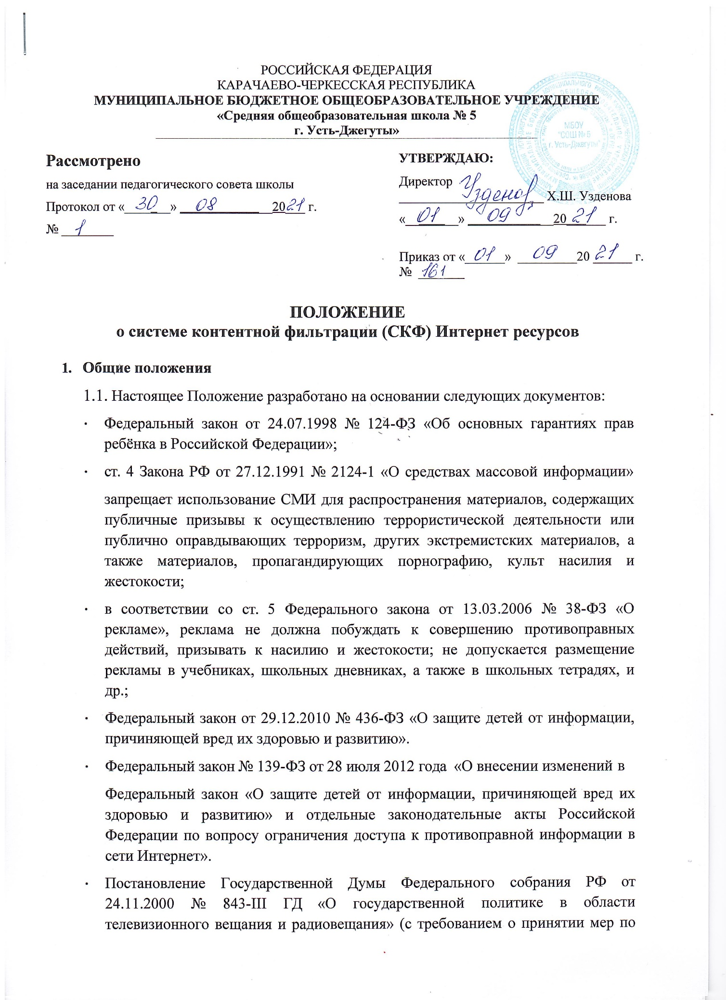 РОССИЙСКАЯ ФЕДЕРАЦИЯ
КАРАЧАЕВО-ЧЕРКЕССКАЯ РЕСПУБЛИКА
МУНИЦИПАЛЬНОЕ БЮДЖЕТНОЕ ОБЩЕОБРАЗОВАТЕЛЬНОЕ УЧРЕЖДЕНИЕ
«Средняя общеобразовательная школа № 5
г. Усть-Джегуты»
МБОУ
"СОШ № 5
г. Усть-Джегуты"
Рассмотрено
на заседании педагогического совета школы
Протокол от «30» 08 2021 г.
№ 1
УТВЕРЖДАЮ:
Директор
Узденов Х.Ш. Узденова
«01» 09 20 21 г.
Приказ от «01» 09 20 21 г.
№ 161
ПОЛОЖЕНИЕ
о системе контентной фильтрации (СКФ) Интернет ресурсов
1. Общие положения
1.1. Настоящее Положение разработано на основании следующих документов:
· Федеральный закон от 24.07.1998 № 124-ФЗ «Об основных гарантиях прав
ребёнка в Российской Федерации»;
· ст. 4 Закона РФ от 27.12.1991 № 2124-1 «О средствах массовой информации»
запрещает использование СМИ для распространения материалов, содержащих
публичные призывы к осуществлению террористической деятельности или
публично оправдывающих терроризм, других экстремистских материалов, а
также материалов, пропагандирующих порнографию, культ насилия и
жестокости;
· в соответствии со ст. 5 Федерального закона от 13.03.2006 № 38-ФЗ «О
рекламе», реклама не должна побуждать к совершению противоправных
действий, призывать к насилию и жестокости; не допускается размещение
рекламы в учебниках, школьных дневниках, а также в школьных тетрадях, и
др.;
· Федеральный закон от 29.12.2010 № 436-ФЗ «О защите детей от информации,
причиняющей вред их здоровью и развитию».
· Федеральный закон № 139-ФЗ от 28 июля 2012 года «О внесении изменений в
Федеральный закон «О защите детей от информации, причиняющей вред их
здоровью и развитию» и отдельные законодательные акты Российской
Федерации по вопросу ограничения доступа к противоправной информации в
сети Интернет».
· Постановление Государственной Думы Федерального собрания РФ от
24.11.2000 № 843-III ГД «О государственной политике в области
телевизионного вещания и радиовещания» (с требованием о принятии мер по